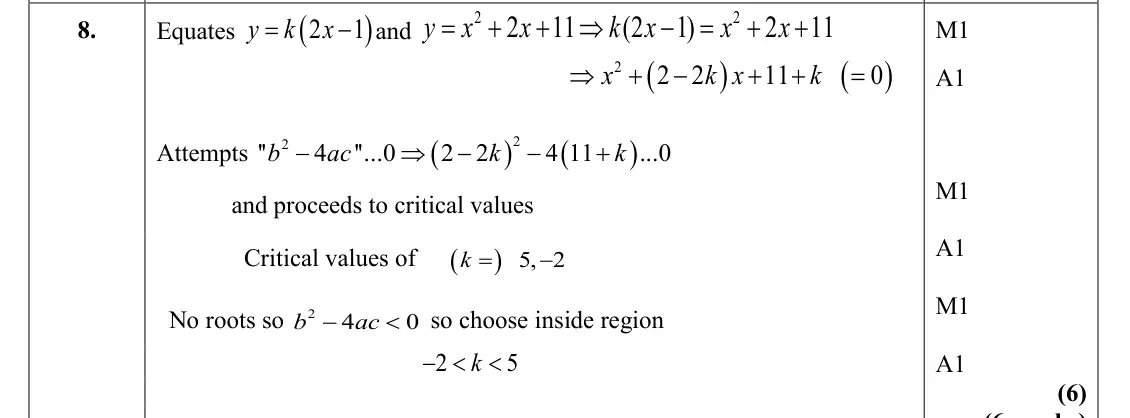 8. Equates y = k(2x−1) and y = x² + 2x + 11 ⇒ k(2x−1) = x² + 2x + 11 M1
⇒ x² + (2 − 2k)x + 11 + k (= 0) A1
Attempts "b² − 4ac"...0 ⇒ (2 − 2k)² − 4(11 + k)...0
and proceeds to critical values M1
Critical values of (k =) 5, −2 A1
No roots so b² − 4ac < 0 so choose inside region M1
−2 < k < 5 A1
(6)